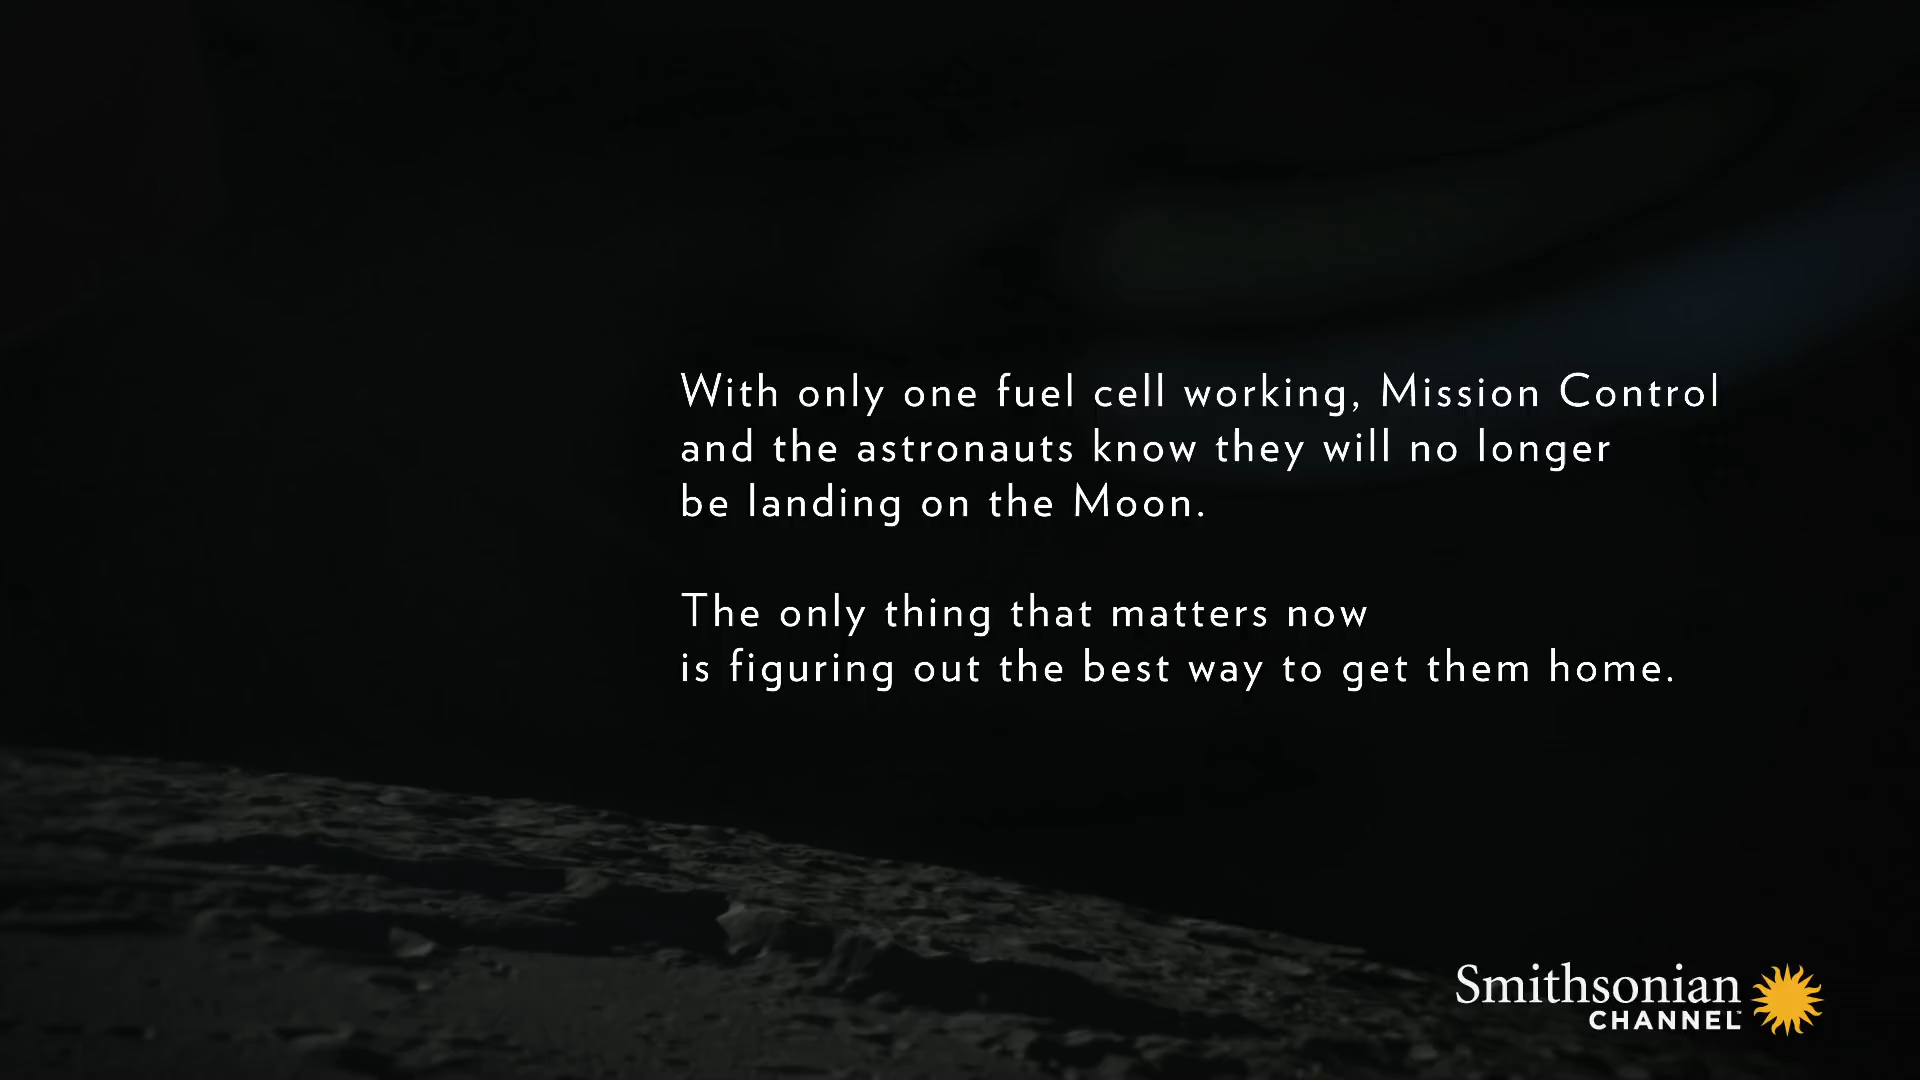 With only one fuel cell working, Mission Control
and the astronauts know they will no longer
be landing on the Moon.
The only thing that matters now
is figuring out the best way to get them home.
Smithsonian
CHANNEL™